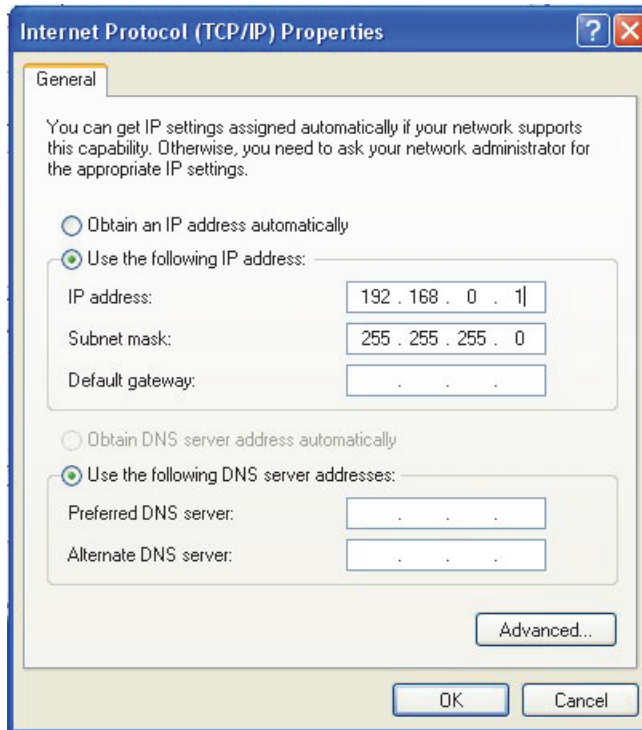 Internet Protocol (TCP/IP) Properties
General
You can get IP settings assigned automatically if your network supports
this capability. Otherwise, you need to ask your network administrator for
the appropriate IP settings.
Obtain an IP address automatically
Use the following IP address:
IP address: 192 . 168 . 0 . 1
Subnet mask: 255 . 255 . 255 . 0
Default gateway: . . .
Obtain DNS server address automatically
Use the following DNS server addresses:
Preferred DNS server: . . .
Alternate DNS server: . . .
Advanced...
OK Cancel